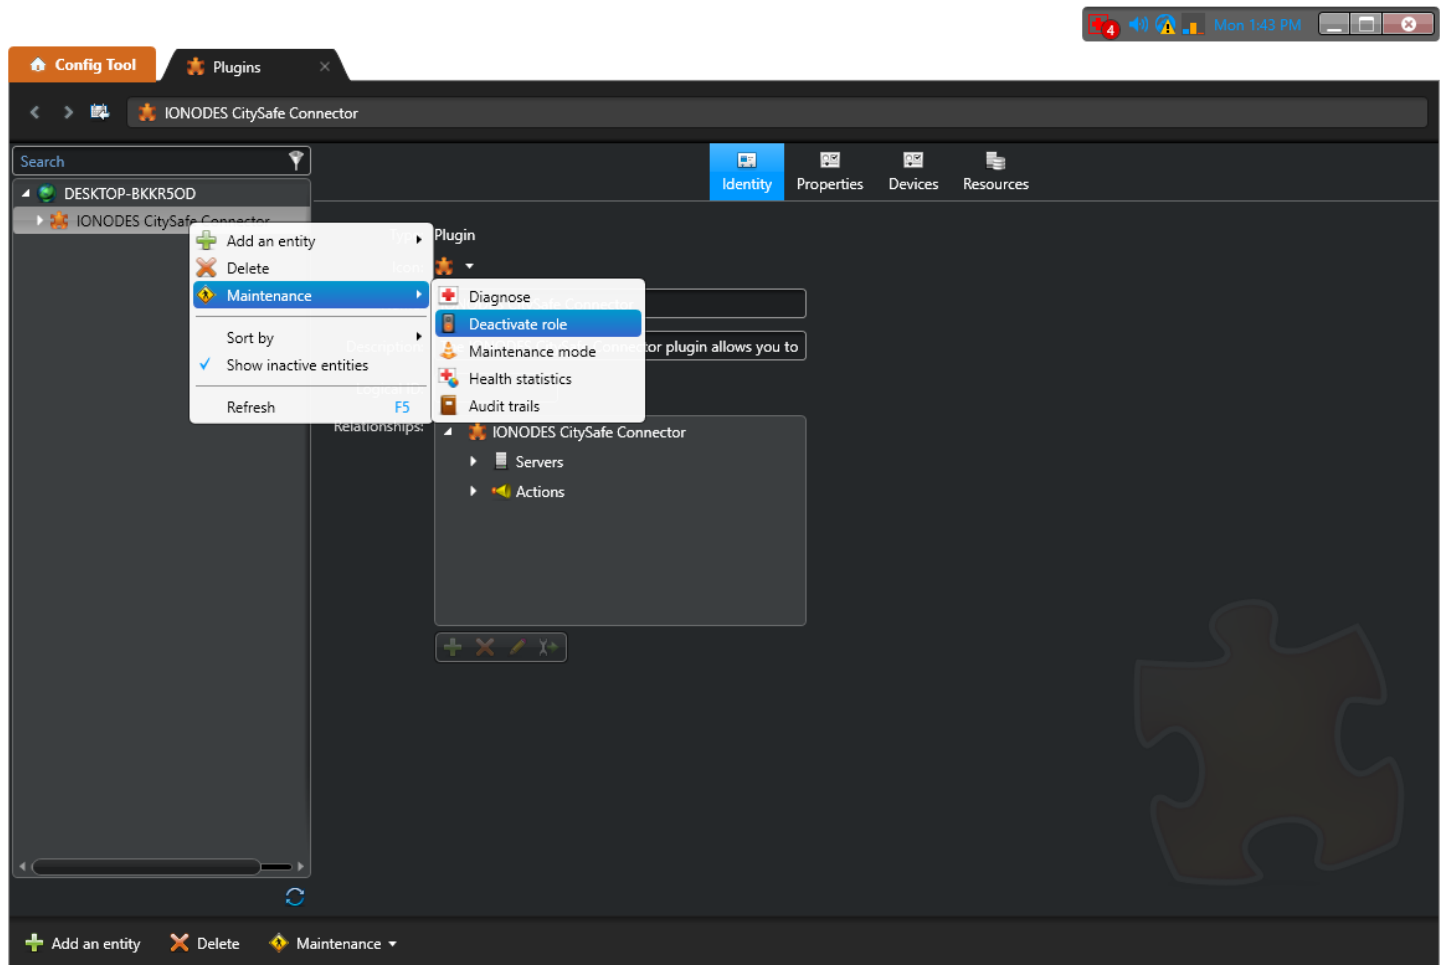 4 Mon 1:43 PM
Config Tool
Plugins
IONODES CitySafe Connector
Search
Identity
Properties
Devices
Resources
DESKTOP-BKKR5OD
IONODES CitySafe Connector
Plugin
Add an entity
Delete
Maintenance
Sort by
Show inactive entities
Refresh F5
Diagnose
Deactivate role
Maintenance mode
Health statistics
Audit trails
Connector
Description:
plugin allows you to
Relationships:
IONODES CitySafe Connector
Servers
Actions
Add an entity
Delete
Maintenance